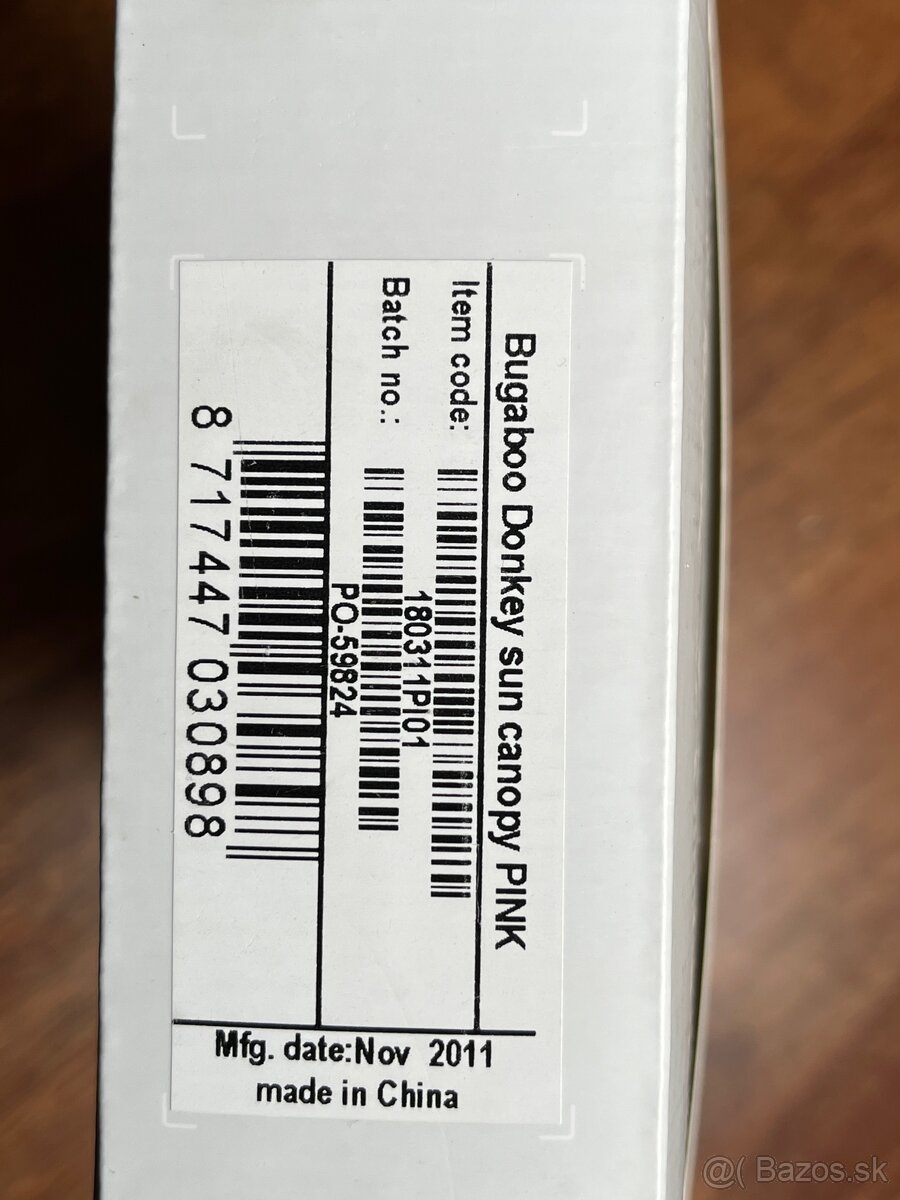 Bugaboo Donkey sun canopy PINK
Item code:
180311PI01
Batch no.:
PO-59824
8 717447 030898
Mfg. date:Nov 2011
made in China
@( Bazos.sk